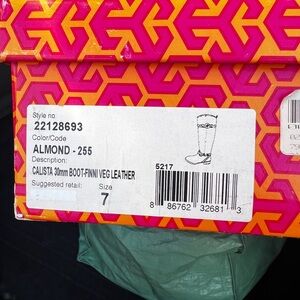 Style no
22128693
Color/Code
ALMOND - 255
Description:
CALISTA 30mm BOOT-FINNI VEG LEATHER
Suggested retail:
Size
7
5217
8 86762 32681 3